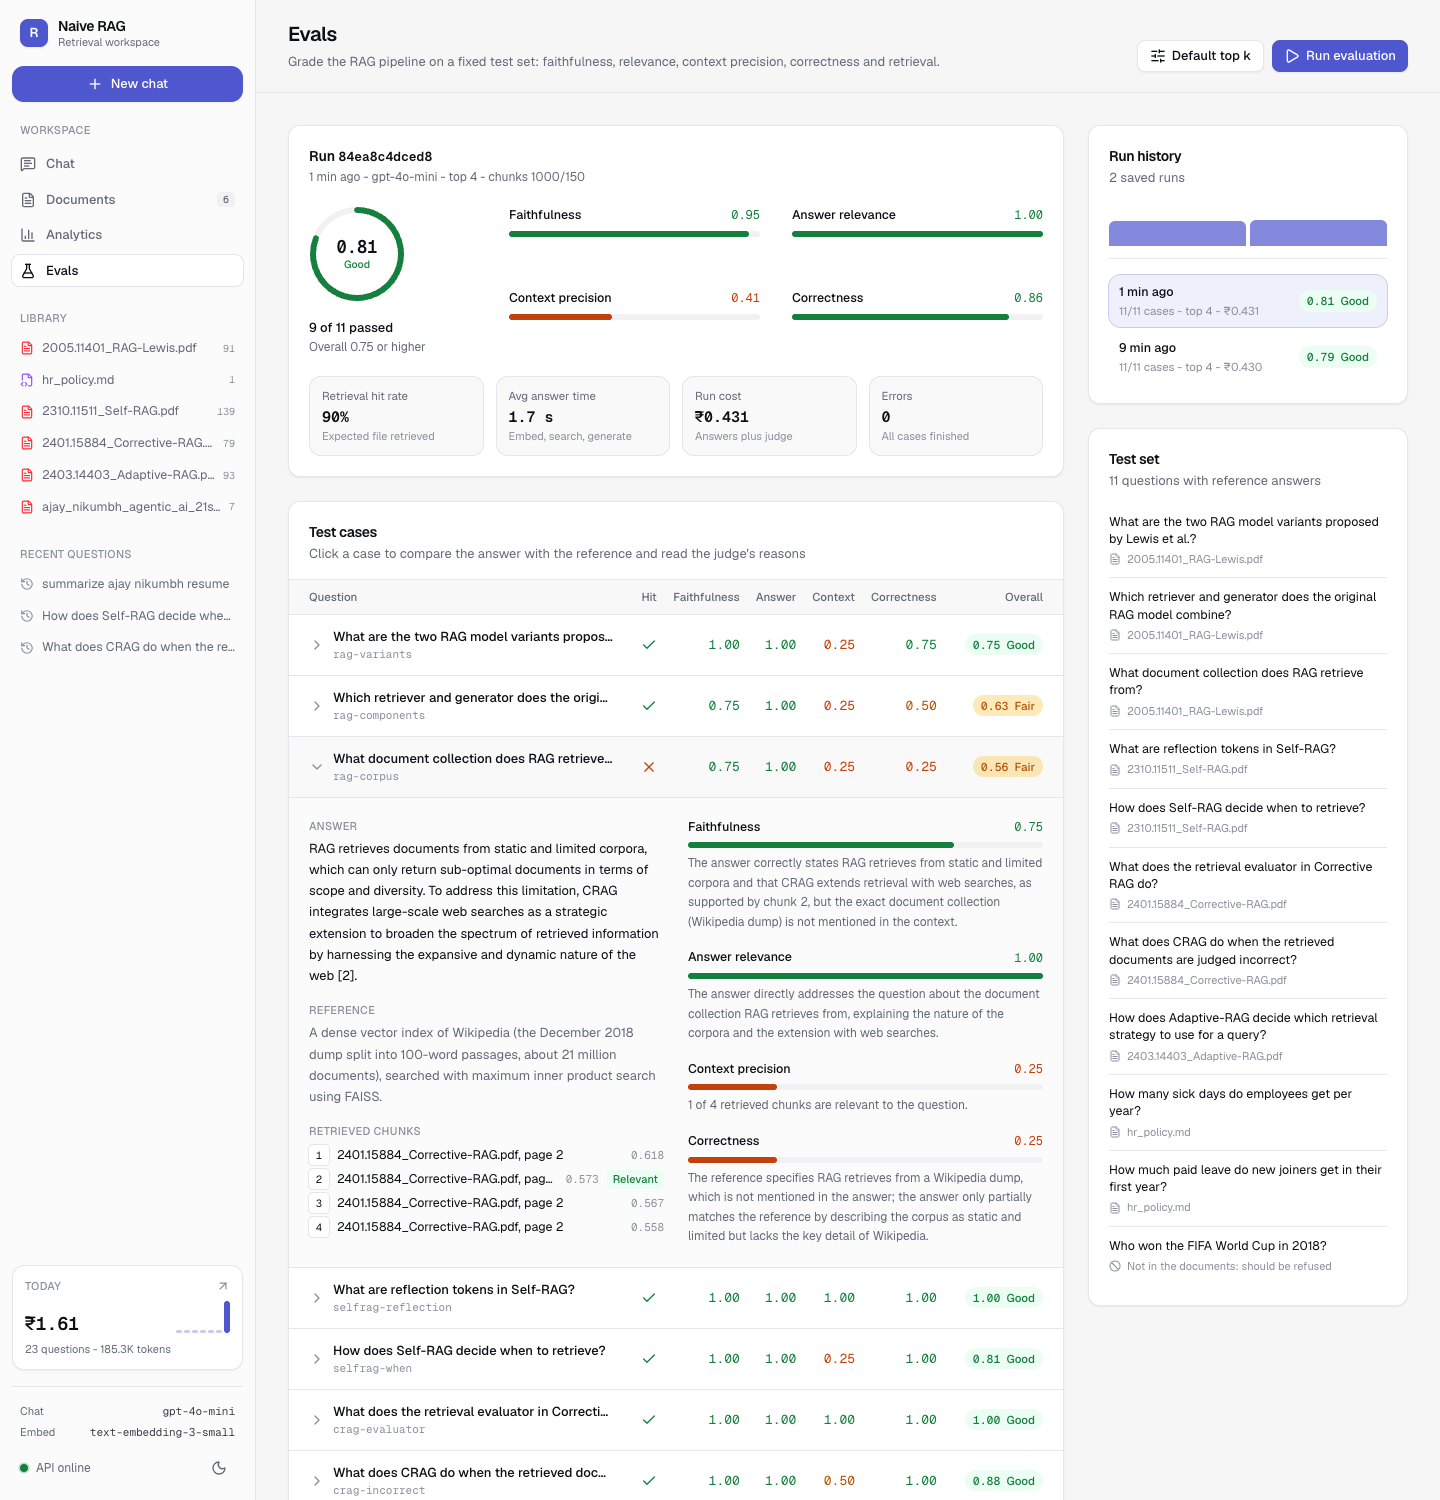 R
Naive RAG
Retrieval workspace
New chat
WORKSPACE
Chat
Documents 6
Analytics
Evals
LIBRARY
2005.11401_RAG-Lewis.pdf 91
hr_policy.md 1
2310.11511_Self-RAG.pdf 139
2401.15884_Corrective-RAG.… 79
2403.14403_Adaptive-RAG.p… 93
ajay_nikumbh_agentic_ai_21s… 7
RECENT QUESTIONS
summarize ajay nikumbh resume
How does Self-RAG decide whe…
What does CRAG do when the re…
TODAY
₹1.61
23 questions - 185.3K tokens
Chat gpt-4o-mini
Embed text-embedding-3-small
API online
Evals
Grade the RAG pipeline on a fixed test set: faithfulness, relevance, context precision, correctness and retrieval.
Default top k
Run evaluation
Run 84ea8c4dced8
1 min ago - gpt-4o-mini - top 4 - chunks 1000/150
0.81
Good
9 of 11 passed
Overall 0.75 or higher
Faithfulness 0.95
Answer relevance 1.00
Context precision 0.41
Correctness 0.86
Retrieval hit rate
90%
Expected file retrieved
Avg answer time
1.7 s
Embed, search, generate
Run cost
₹0.431
Answers plus judge
Errors
0
All cases finished
Test cases
Click a case to compare the answer with the reference and read the judge's reasons
Question Hit Faithfulness Answer Context Correctness Overall
What are the two RAG model variants propos… 1.00 1.00 0.25 0.75 0.75 Good
rag-variants
Which retriever and generator does the origi… 0.75 1.00 0.25 0.50 0.63 Fair
rag-components
What document collection does RAG retrieve… 0.75 1.00 0.25 0.25 0.56 Fair
rag-corpus
ANSWER
RAG retrieves documents from static and limited corpora,
which can only return sub-optimal documents in terms of
scope and diversity. To address this limitation, CRAG
integrates large-scale web searches as a strategic
extension to broaden the spectrum of retrieved information
by harnessing the expansive and dynamic nature of the
web [2].
REFERENCE
A dense vector index of Wikipedia (the December 2018
dump split into 100-word passages, about 21 million
documents), searched with maximum inner product search
using FAISS.
RETRIEVED CHUNKS
1 2401.15884_Corrective-RAG.pdf, page 2 0.618
2 2401.15884_Corrective-RAG.pdf, pag… 0.573 Relevant
3 2401.15884_Corrective-RAG.pdf, page 2 0.567
4 2401.15884_Corrective-RAG.pdf, page 2 0.558
Faithfulness 0.75
The answer correctly states RAG retrieves from static and limited
corpora and that CRAG extends retrieval with web searches, as
supported by chunk 2, but the exact document collection
(Wikipedia dump) is not mentioned in the context.
Answer relevance 1.00
The answer directly addresses the question about the document
collection RAG retrieves from, explaining the nature of the
corpora and the extension with web searches.
Context precision 0.25
1 of 4 retrieved chunks are relevant to the question.
Correctness 0.25
The reference specifies RAG retrieves from a Wikipedia dump,
which is not mentioned in the answer; the answer only partially
matches the reference by describing the corpus as static and
limited but lacks the key detail of Wikipedia.
What are reflection tokens in Self-RAG? 1.00 1.00 1.00 1.00 1.00 Good
selfrag-reflection
How does Self-RAG decide when to retrieve? 1.00 1.00 0.25 1.00 0.81 Good
selfrag-when
What does the retrieval evaluator in Correcti… 1.00 1.00 1.00 1.00 1.00 Good
crag-evaluator
What does CRAG do when the retrieved doc… 1.00 1.00 0.50 1.00 0.88 Good
crag-incorrect
Run history
2 saved runs
1 min ago
11/11 cases - top 4 - ₹0.431
0.81 Good
9 min ago
11/11 cases - top 4 - ₹0.430
0.79 Good
Test set
11 questions with reference answers
What are the two RAG model variants proposed
by Lewis et al.?
2005.11401_RAG-Lewis.pdf
Which retriever and generator does the original
RAG model combine?
2005.11401_RAG-Lewis.pdf
What document collection does RAG retrieve
from?
2005.11401_RAG-Lewis.pdf
What are reflection tokens in Self-RAG?
2310.11511_Self-RAG.pdf
How does Self-RAG decide when to retrieve?
2310.11511_Self-RAG.pdf
What does the retrieval evaluator in Corrective
RAG do?
2401.15884_Corrective-RAG.pdf
What does CRAG do when the retrieved
documents are judged incorrect?
2401.15884_Corrective-RAG.pdf
How does Adaptive-RAG decide which retrieval
strategy to use for a query?
2403.14403_Adaptive-RAG.pdf
How many sick days do employees get per
year?
hr_policy.md
How much paid leave do new joiners get in their
first year?
hr_policy.md
Who won the FIFA World Cup in 2018?
Not in the documents: should be refused